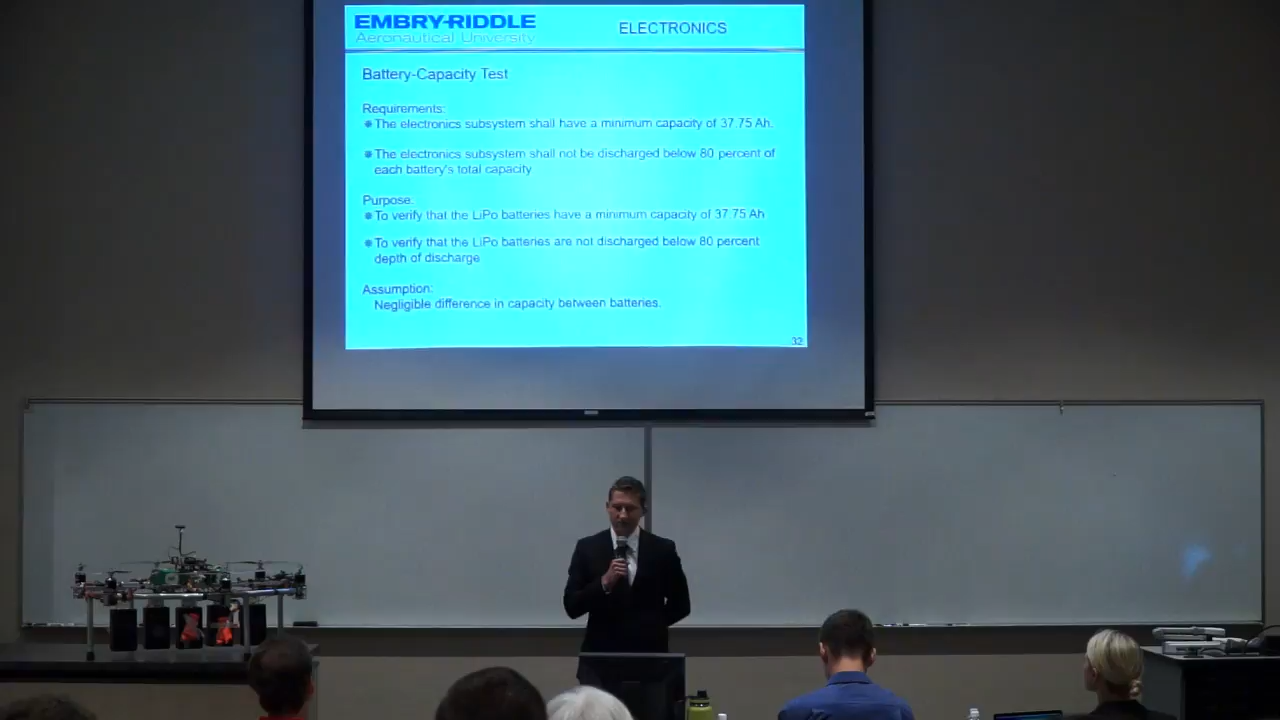 EMBRY-RIDDLE
Aeronautical University
ELECTRONICS
Battery-Capacity Test
Requirements:
The electronics subsystem shall have a minimum capacity of 37.75 Ah.
The electronics subsystem shall not be discharged below 80 percent of
each battery's total capacity
Purpose:
To verify that the LiPo batteries have a minimum capacity of 37.75 Ah
To verify that the LiPo batteries are not discharged below 80 percent
depth of discharge
Assumption:
Negligible difference in capacity between batteries.
32